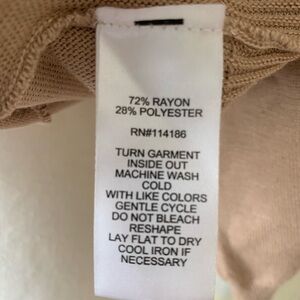 72% RAYON
28% POLYESTER
RN#114186
TURN GARMENT
INSIDE OUT
MACHINE WASH
COLD
WITH LIKE COLORS
GENTLE CYCLE
DO NOT BLEACH
RESHAPE
LAY FLAT TO DRY
COOL IRON IF
NECESSARY